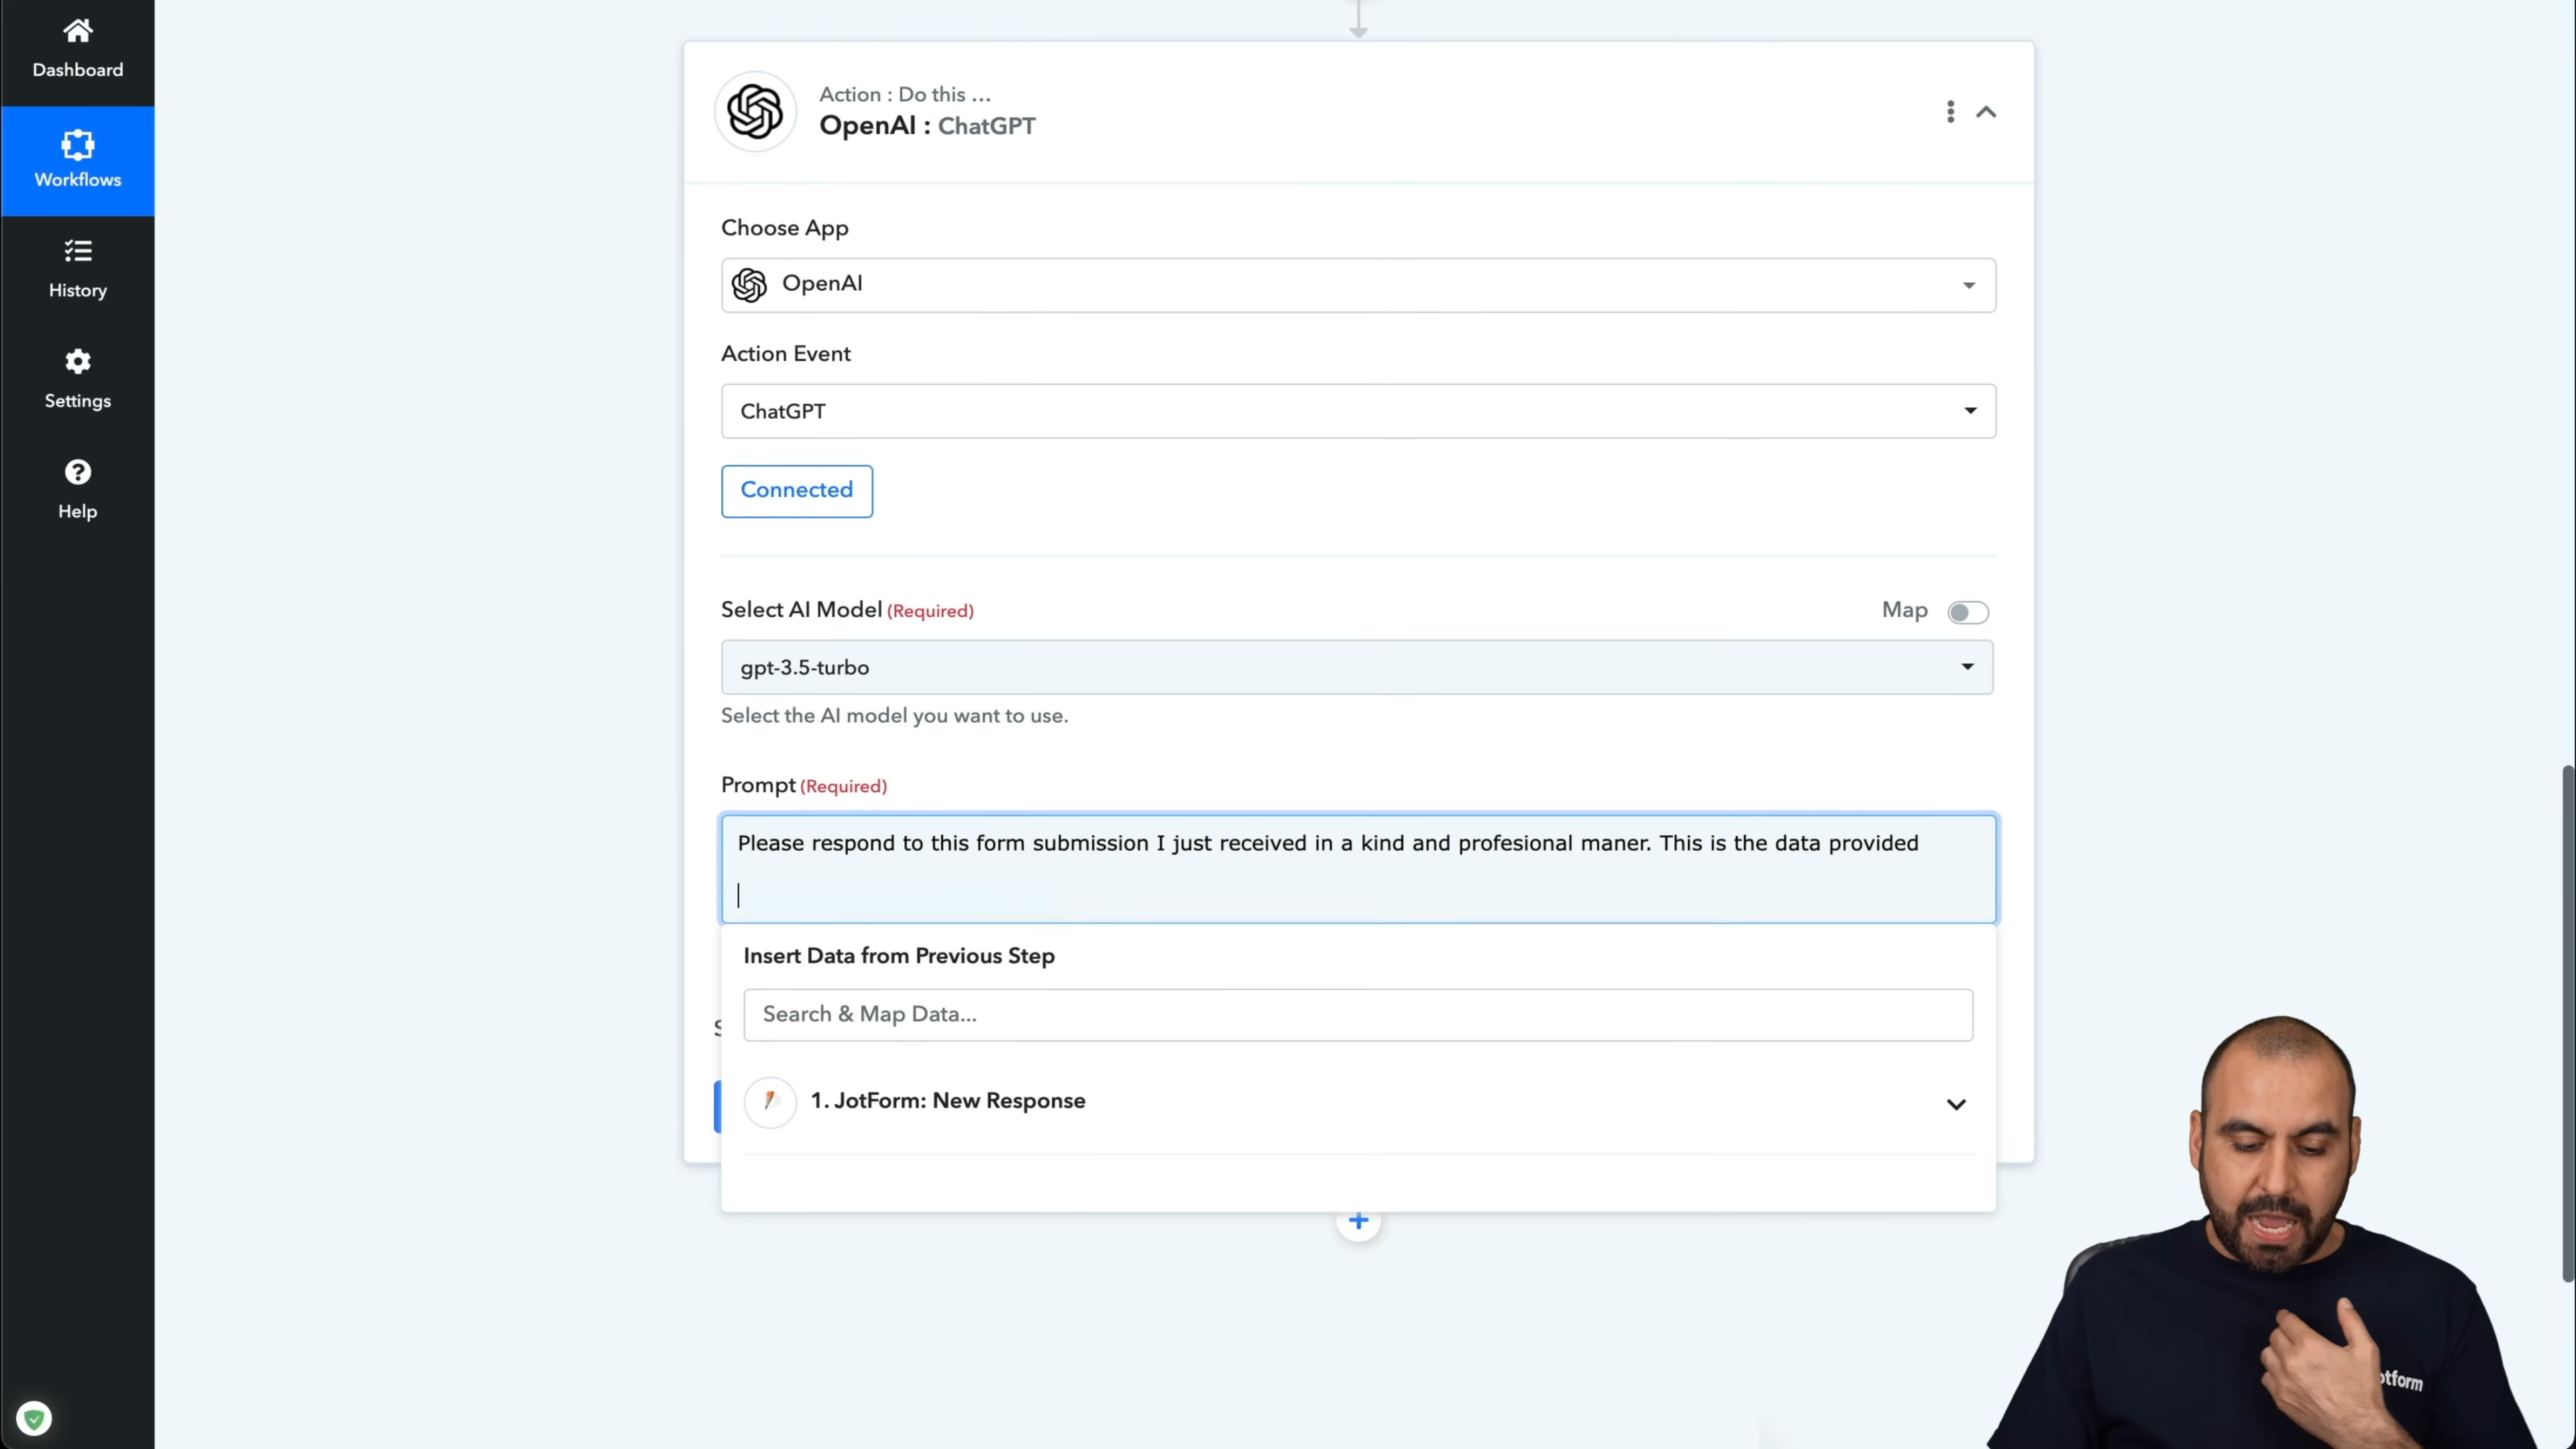 Dashboard
Workflows
History
Settings
Help
Action : Do this ...
OpenAI : ChatGPT
Choose App
OpenAI
Action Event
ChatGPT
Connected
Select AI Model (Required)
Map
gpt-3.5-turbo
Select the AI model you want to use.
Prompt (Required)
Please respond to this form submission I just received in a kind and profesional maner. This is the data provided
Insert Data from Previous Step
Search & Map Data...
1. JotForm: New Response
otform